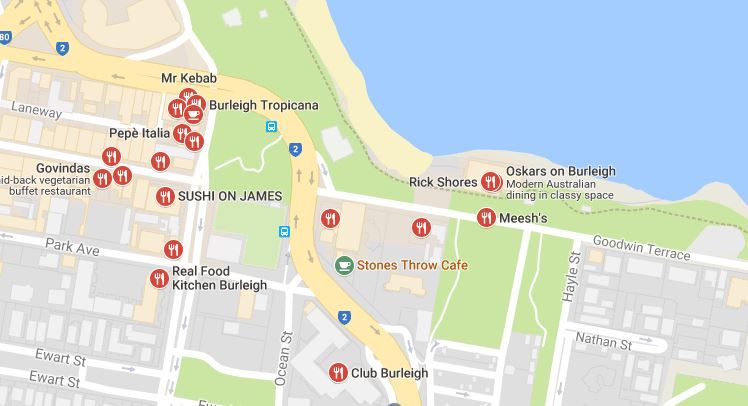 80
2
Mr Kebab
Burleigh Tropicana
Laneway
Pepè Italia
2
Govindas
aid-back vegetarian
buffet restaurant
Oskars on Burleigh
Modern Australian
dining in classy space
Rick Shores
SUSHI ON JAMES
Meesh's
Goodwin Terrace
Park Ave
Real Food
Kitchen Burleigh
Stones Throw Cafe
Hayle St
2
Nathan St
Ocean St
Ewart St
Ewart St
Club Burleigh